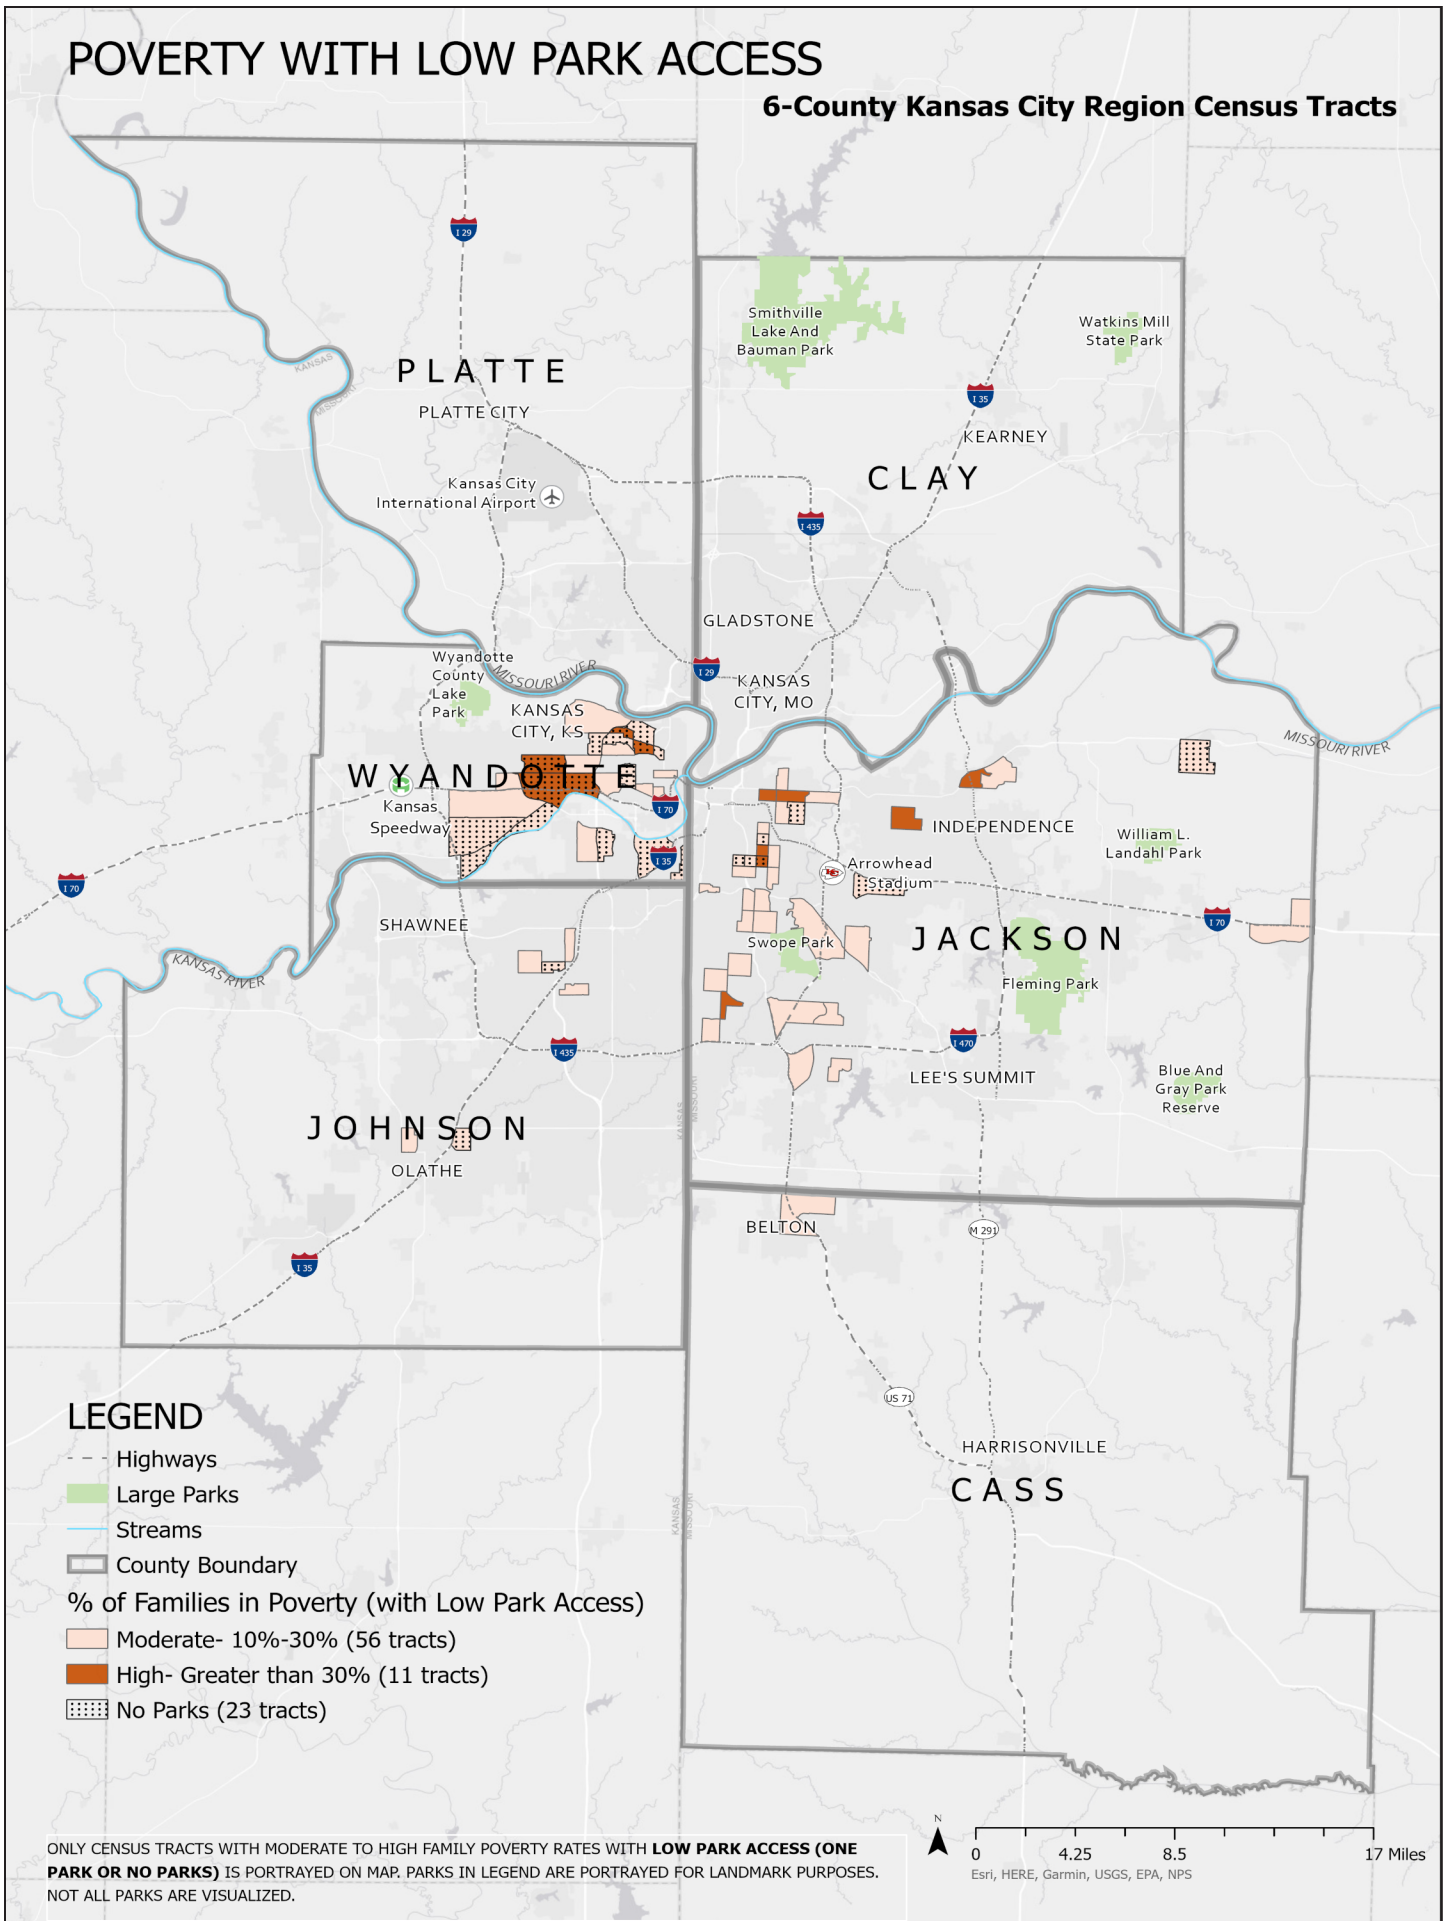 POVERTY WITH LOW PARK ACCESS
6-County Kansas City Region Census Tracts
I 29
Smithville
Lake And
Bauman Park
Watkins Mill
State Park
KANSAS
MISSOURI
PLATTE
PLATTE CITY
I 35
KEARNEY
CLAY
Kansas City
International Airport
I 435
GLADSTONE
Wyandotte
County
Lake
Park
MISSOURI RIVER
I 29
KANSAS
CITY, MO
KANSAS
CITY, KS
MISSOURI RIVER
WYANDOTTE
Kansas
Speedway
I 70
INDEPENDENCE
William L.
Landahl Park
I 35
Arrowhead
Stadium
I 70
SHAWNEE
I 70
JACKSON
Swope Park
KANSAS RIVER
Fleming Park
I 435
I 470
LEE'S SUMMIT
Blue And
Gray Park
Reserve
KANSAS
MISSOURI
JOHNSON
OLATHE
BELTON
M 291
I 35
US 71
HARRISONVILLE
CASS
KANSAS
MISSOURI
LEGEND
Highways
Large Parks
Streams
County Boundary
% of Families in Poverty (with Low Park Access)
Moderate- 10%-30% (56 tracts)
High- Greater than 30% (11 tracts)
No Parks (23 tracts)
ONLY CENSUS TRACTS WITH MODERATE TO HIGH FAMILY POVERTY RATES WITH LOW PARK ACCESS (ONE
PARK OR NO PARKS) IS PORTRAYED ON MAP. PARKS IN LEGEND ARE PORTRAYED FOR LANDMARK PURPOSES.
NOT ALL PARKS ARE VISUALIZED.
N
0 4.25 8.5 17 Miles
Esri, HERE, Garmin, USGS, EPA, NPS